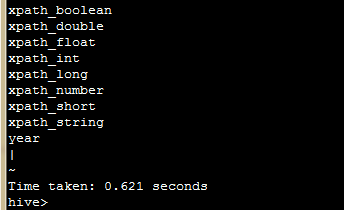 xpath_boolean
xpath_double
xpath_float
xpath_int
xpath_long
xpath_number
xpath_short
xpath_string
year
|
~
Time taken: 0.621 seconds
hive>